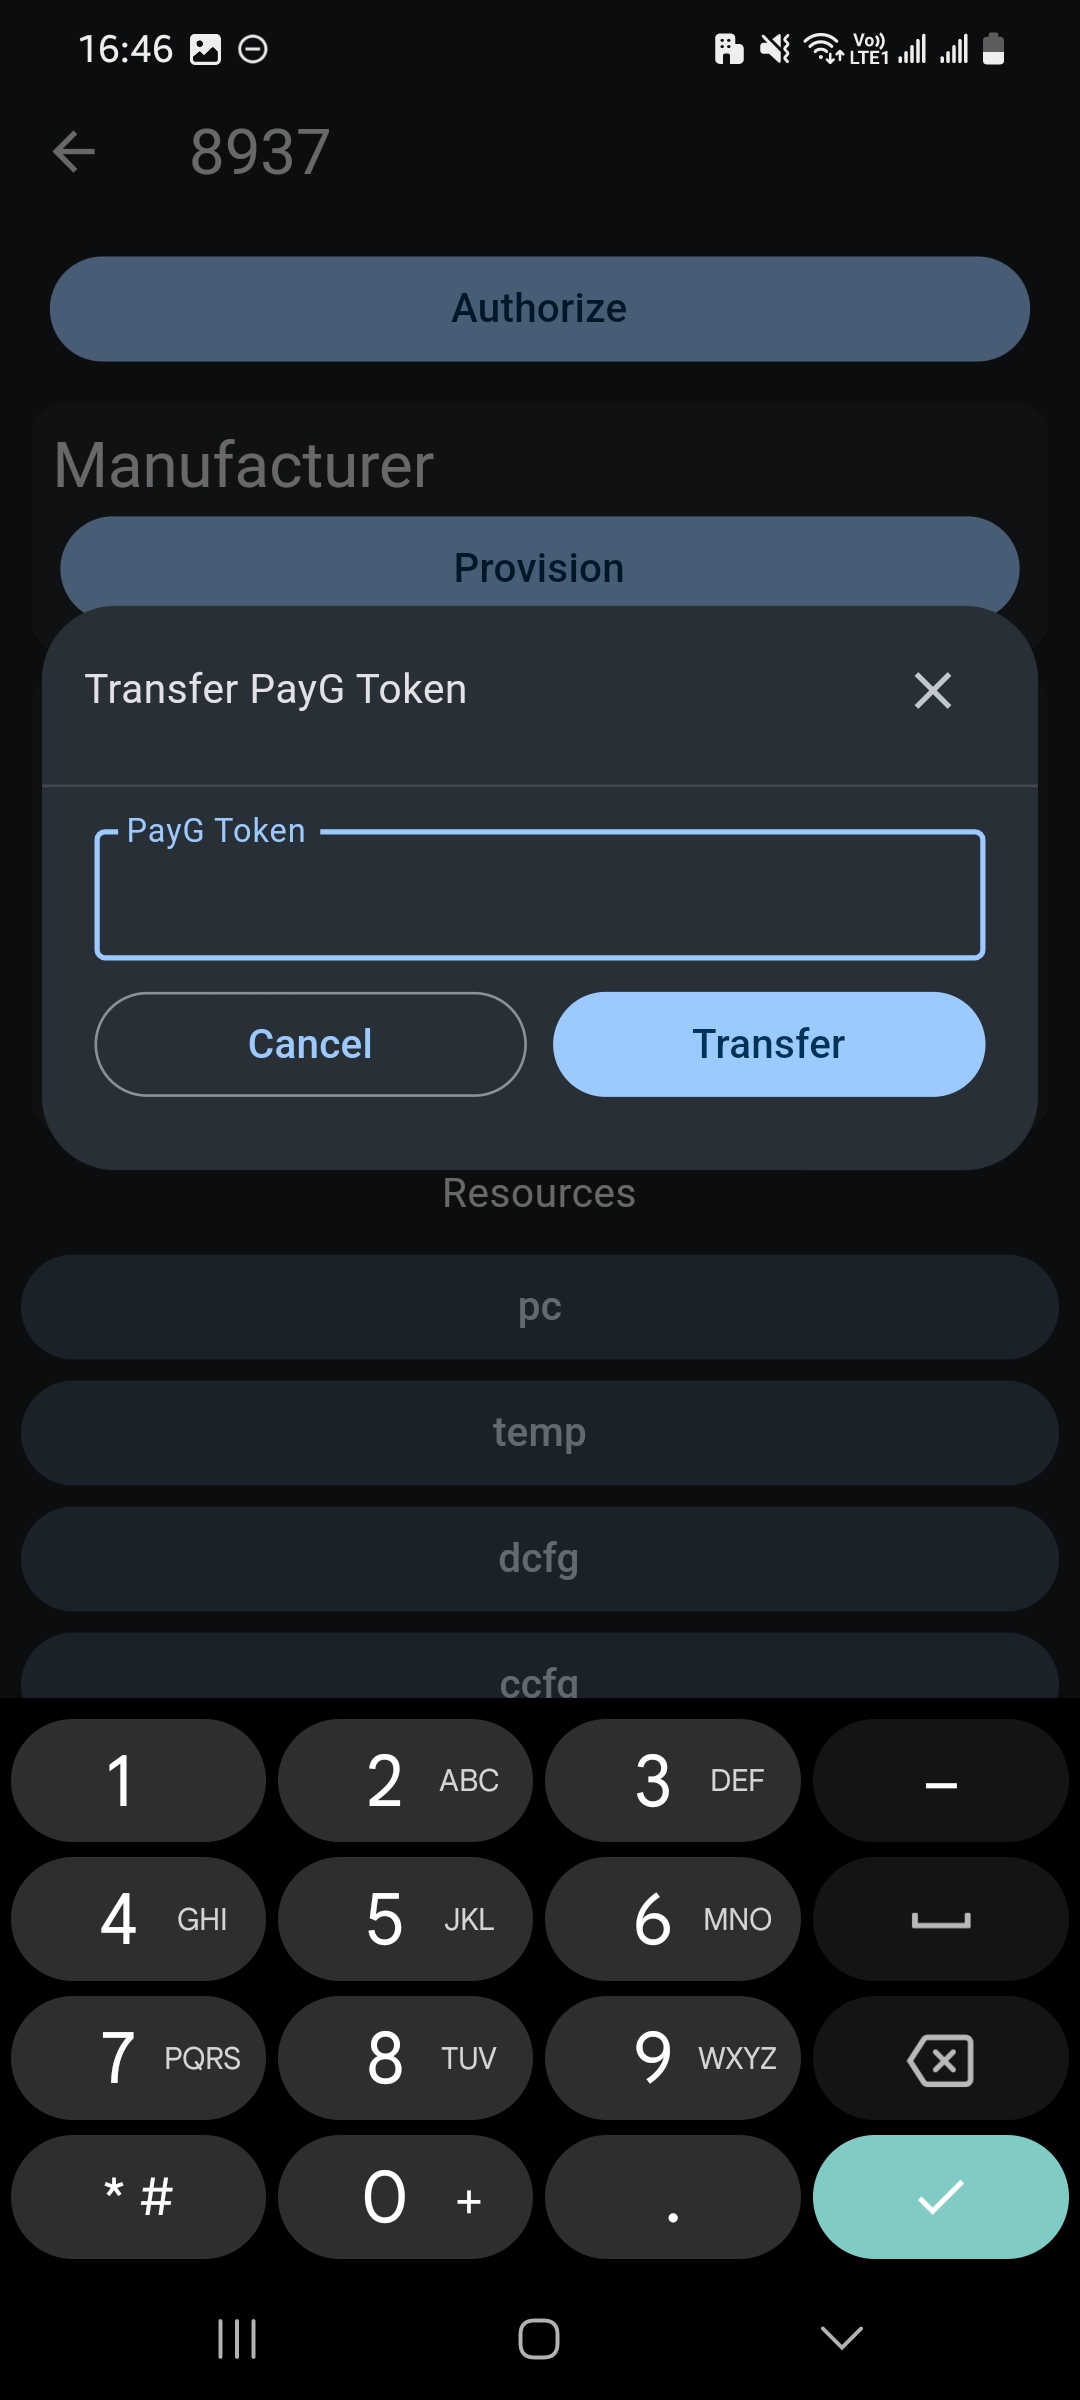 16:46
Vo)) LTE1
8937
Authorize
Manufacturer
Provision
Transfer PayG Token
PayG Token
Cancel
Transfer
Resources
pc
temp
dcfg
ccfg
1
2 ABC
3 DEF
–
4 GHI
5 JKL
6 MNO
7 PQRS
8 TUV
9 WXYZ
* #
0 +
.